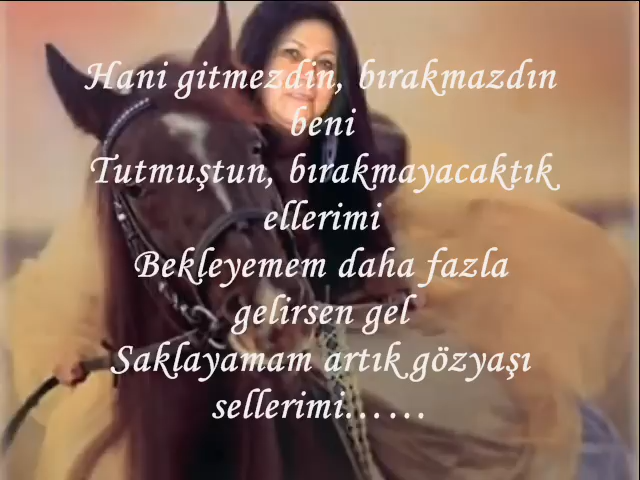 Hani gitmezdin, bırakmazdın
beni
Tutmuştun, bırakmayacaktık
ellerimi
Bekleyemem daha fazla
gelirsen gel
Saklayamam artık gözyaşı
sellerimi……